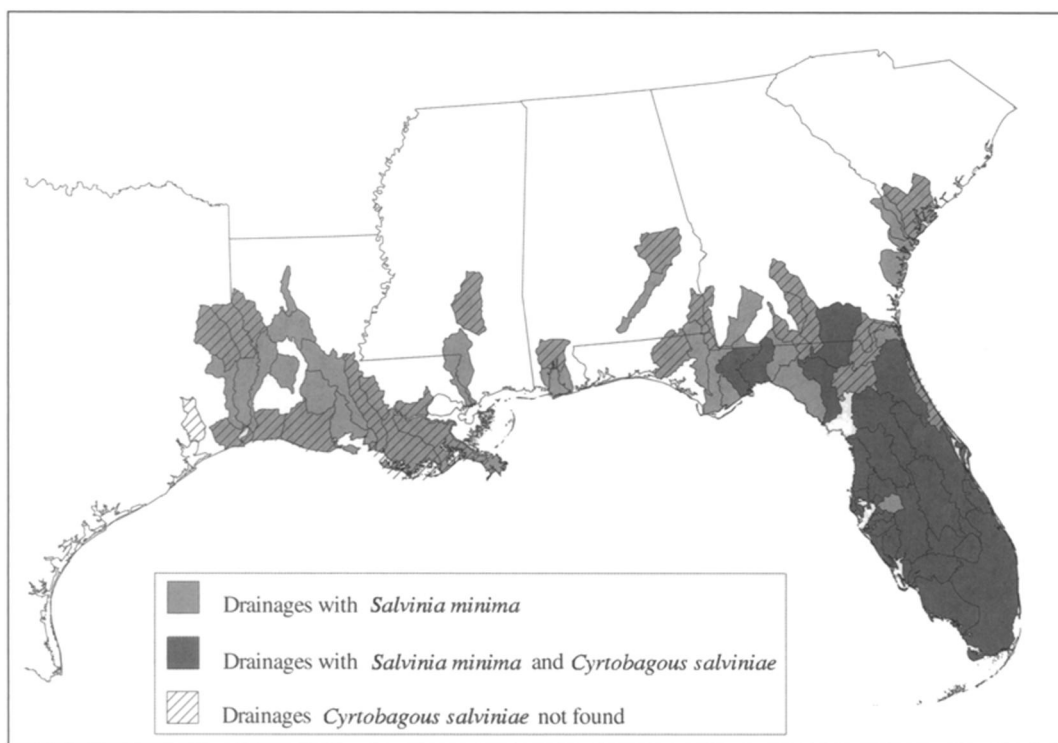 Drainages with Salvinia minima
Drainages with Salvinia minima and Cyrtobagous salviniae
Drainages Cyrtobagous salviniae not found